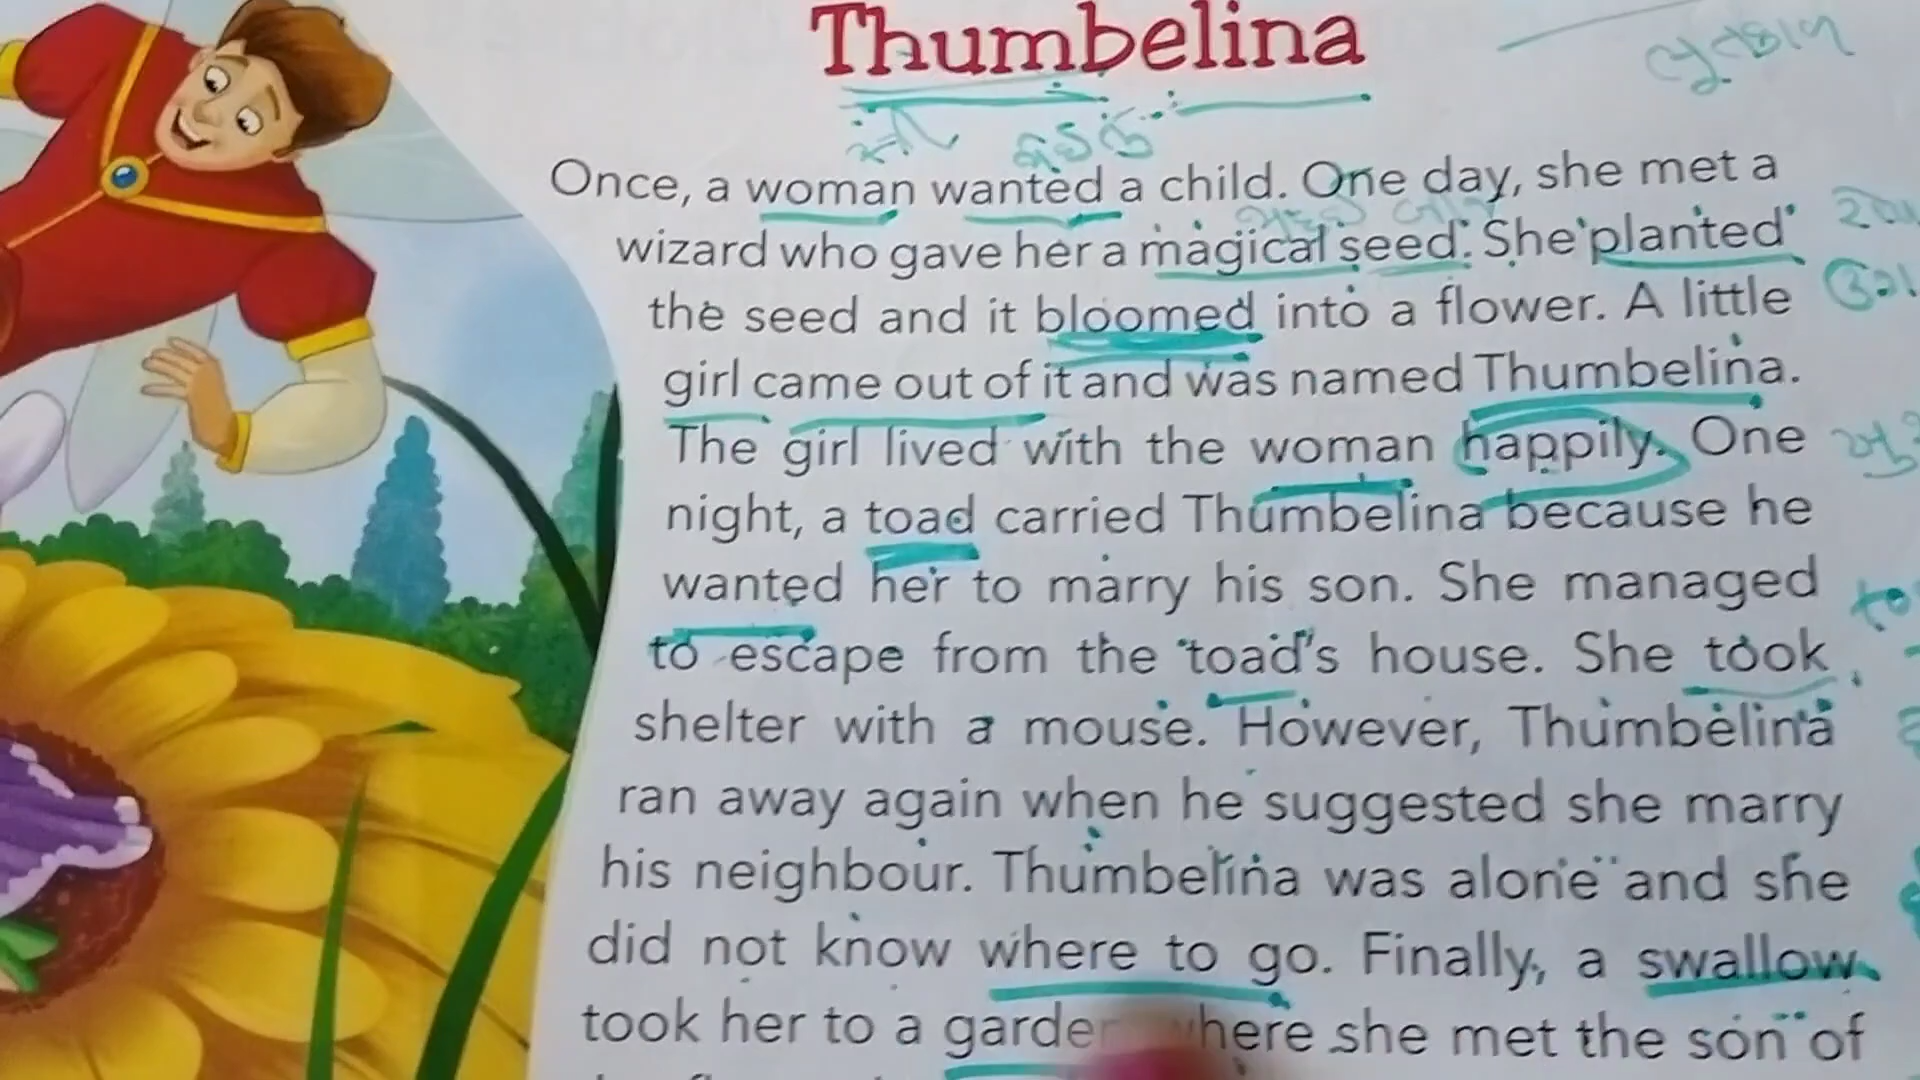 Thumbelina
ભૂતકાળ
સ્ત્રી
Once, a woman wanted a child. One day, she met a
wizard who gave her a magical seed. She planted
the seed and it bloomed into a flower. A little
girl came out of it and was named Thumbelina.
The girl lived with the woman happily. One
night, a toad carried Thumbelina because he
wanted her to marry his son. She managed
to escape from the toad's house. She took
shelter with a mouse. However, Thumbelina
ran away again when he suggested she marry
his neighbour. Thumbelina was alone and she
did not know where to go. Finally, a swallow
took her to a garden where she met the son of